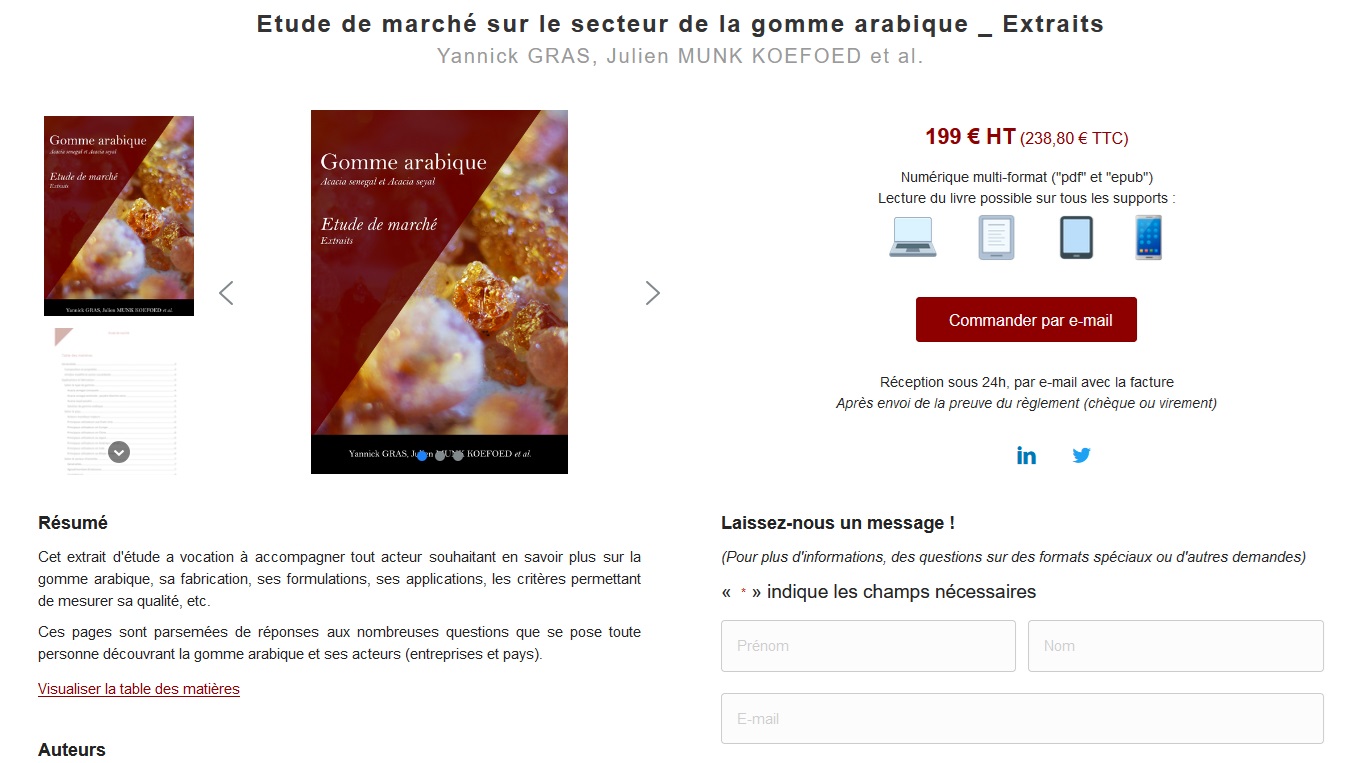 Etude de marché sur le secteur de la gomme arabique _ Extraits
Yannick GRAS, Julien MUNK KOEFOED et al.
Gomme arabique
Acacia senegal et Acacia seyal
Etude de marché
Extraits
Yannick GRAS, Julien MUNK KOEFOED et al.
Gomme arabique
Acacia senegal et Acacia seyal
Etude de marché
Extraits
Yannick GRAS, Julien MUNK KOEFOED et al.
199 € HT (238,80 € TTC)
Numérique multi-format ("pdf" et "epub")
Lecture du livre possible sur tous les supports :
Commander par e-mail
Réception sous 24h, par e-mail avec la facture
Après envoi de la preuve du règlement (chèque ou virement)
in
Résumé
Cet extrait d'étude a vocation à accompagner tout acteur souhaitant en savoir plus sur la
gomme arabique, sa fabrication, ses formulations, ses applications, les critères permettant
de mesurer sa qualité, etc.
Ces pages sont parsemées de réponses aux nombreuses questions que se pose toute
personne découvrant la gomme arabique et ses acteurs (entreprises et pays).
Visualiser la table des matières
Auteurs
Laissez-nous un message !
(Pour plus d'informations, des questions sur des formats spéciaux ou d'autres demandes)
« * » indique les champs nécessaires
Prénom
Nom
E-mail